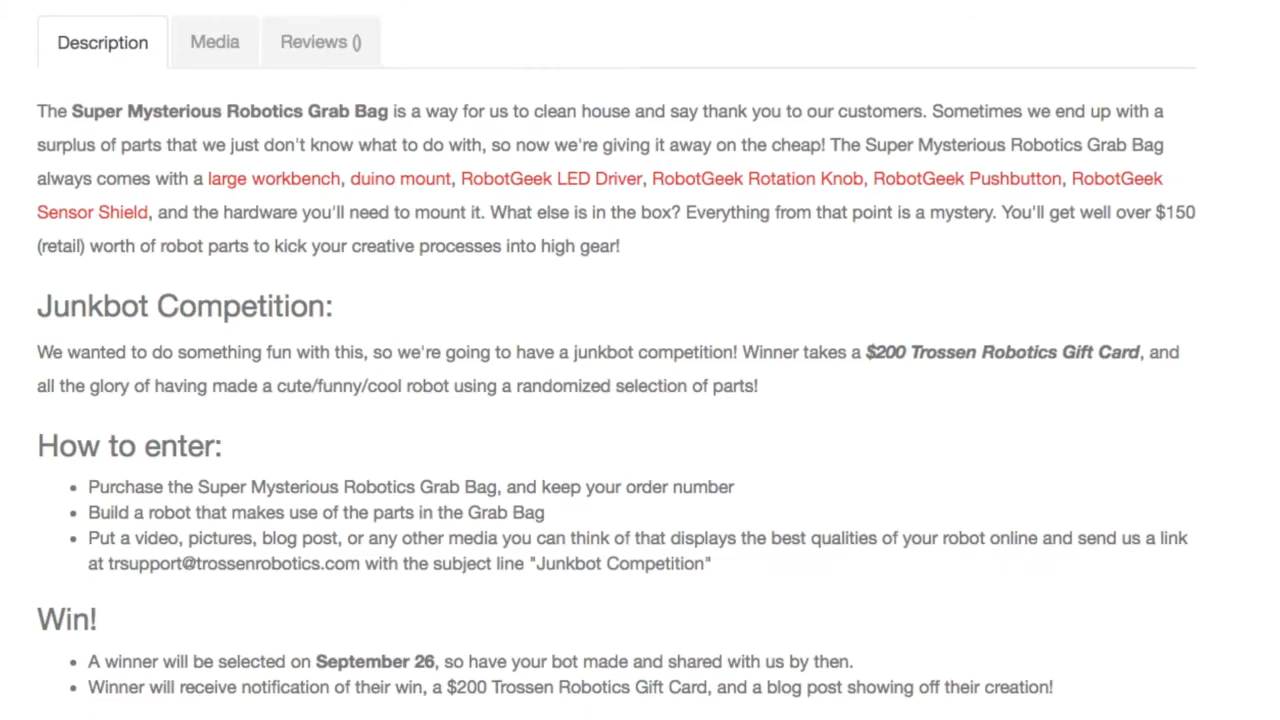 Description Media Reviews ()
The Super Mysterious Robotics Grab Bag is a way for us to clean house and say thank you to our customers. Sometimes we end up with a
surplus of parts that we just don't know what to do with, so now we're giving it away on the cheap! The Super Mysterious Robotics Grab Bag
always comes with a large workbench, duino mount, RobotGeek LED Driver, RobotGeek Rotation Knob, RobotGeek Pushbutton, RobotGeek
Sensor Shield, and the hardware you'll need to mount it. What else is in the box? Everything from that point is a mystery. You'll get well over $150
(retail) worth of robot parts to kick your creative processes into high gear!
Junkbot Competition:
We wanted to do something fun with this, so we're going to have a junkbot competition! Winner takes a $200 Trossen Robotics Gift Card, and
all the glory of having made a cute/funny/cool robot using a randomized selection of parts!
How to enter:
• Purchase the Super Mysterious Robotics Grab Bag, and keep your order number
• Build a robot that makes use of the parts in the Grab Bag
• Put a video, pictures, blog post, or any other media you can think of that displays the best qualities of your robot online and send us a link
at trsupport@trossenrobotics.com with the subject line "Junkbot Competition"
Win!
• A winner will be selected on September 26, so have your bot made and shared with us by then.
• Winner will receive notification of their win, a $200 Trossen Robotics Gift Card, and a blog post showing off their creation!